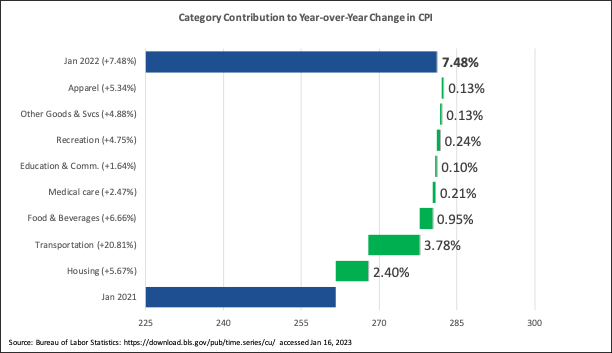 Category Contribution to Year-over-Year Change in CPI
Jan 2022 (+7.48%) 7.48%
Apparel (+5.34%) 0.13%
Other Goods & Svcs (+4.88%) 0.13%
Recreation (+4.75%) 0.24%
Education & Comm. (+1.64%) 0.10%
Medical care (+2.47%) 0.21%
Food & Beverages (+6.66%) 0.95%
Transportation (+20.81%) 3.78%
Housing (+5.67%) 2.40%
Jan 2021
225 240 255 270 285 300
Source: Bureau of Labor Statistics: https://download.bls.gov/pub/time.series/cu/ accessed Jan 16, 2023